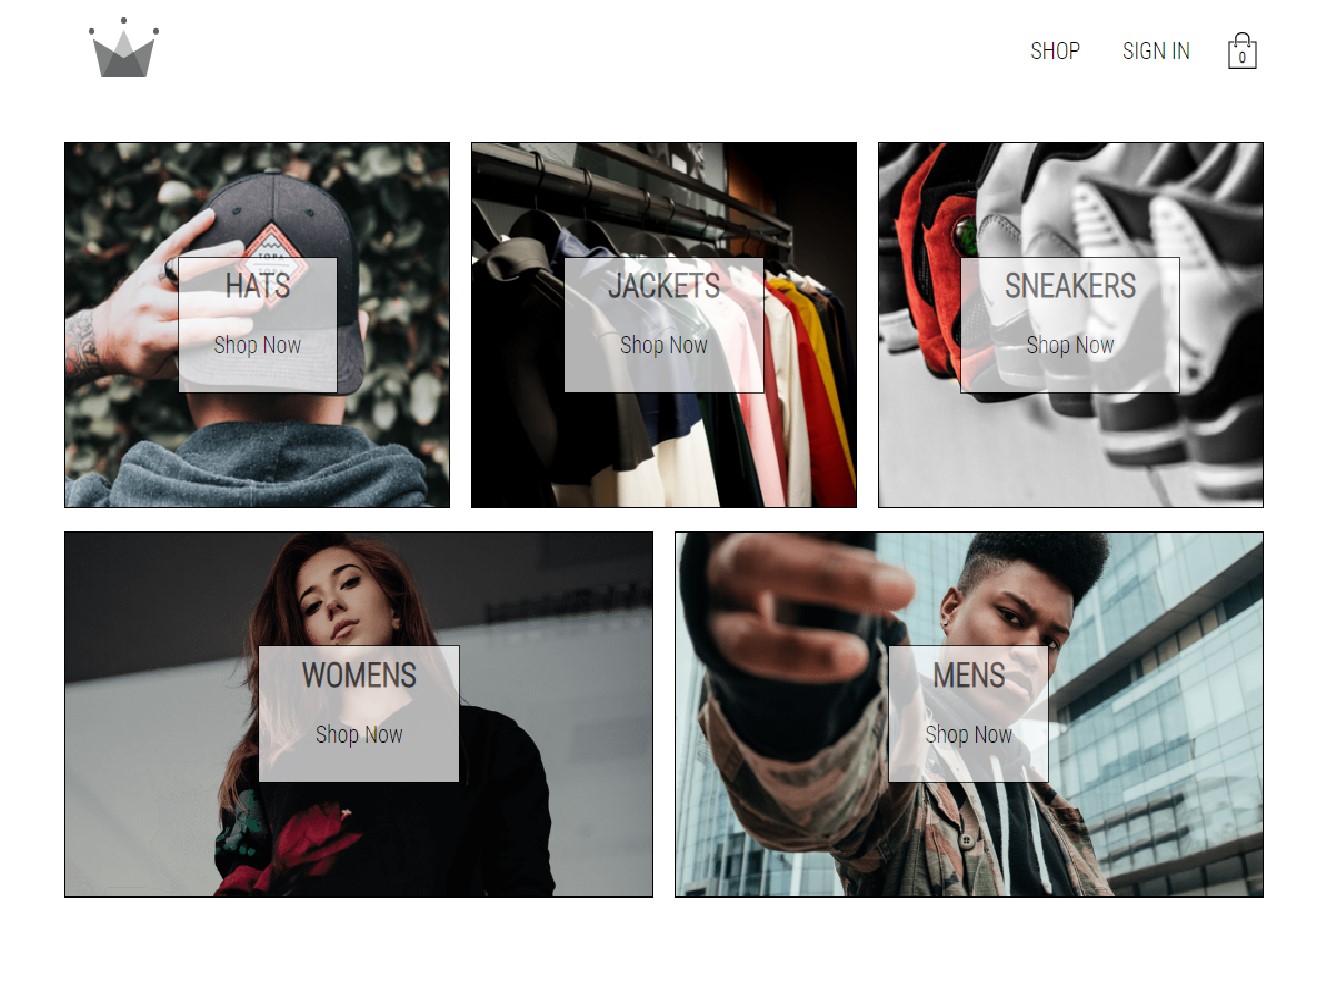 SHOP
SIGN IN
0
HATS
Shop Now
JACKETS
Shop Now
SNEAKERS
Shop Now
WOMENS
Shop Now
MENS
Shop Now